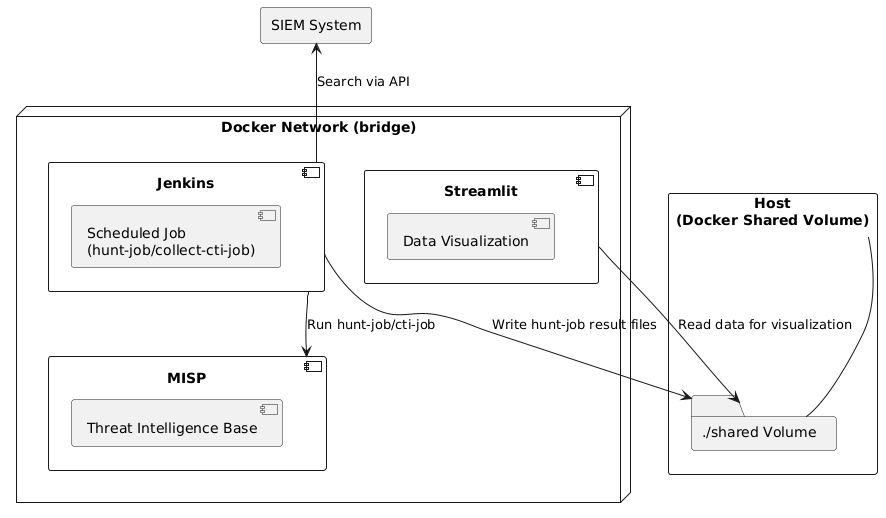 SIEM System
Search via API
Docker Network (bridge)
Jenkins
Scheduled Job
(hunt-job/collect-cti-job)
Streamlit
Data Visualization
Host
(Docker Shared Volume)
Run hunt-job/cti-job
Write hunt-job result files
Read data for visualization
MISP
Threat Intelligence Base
./shared Volume